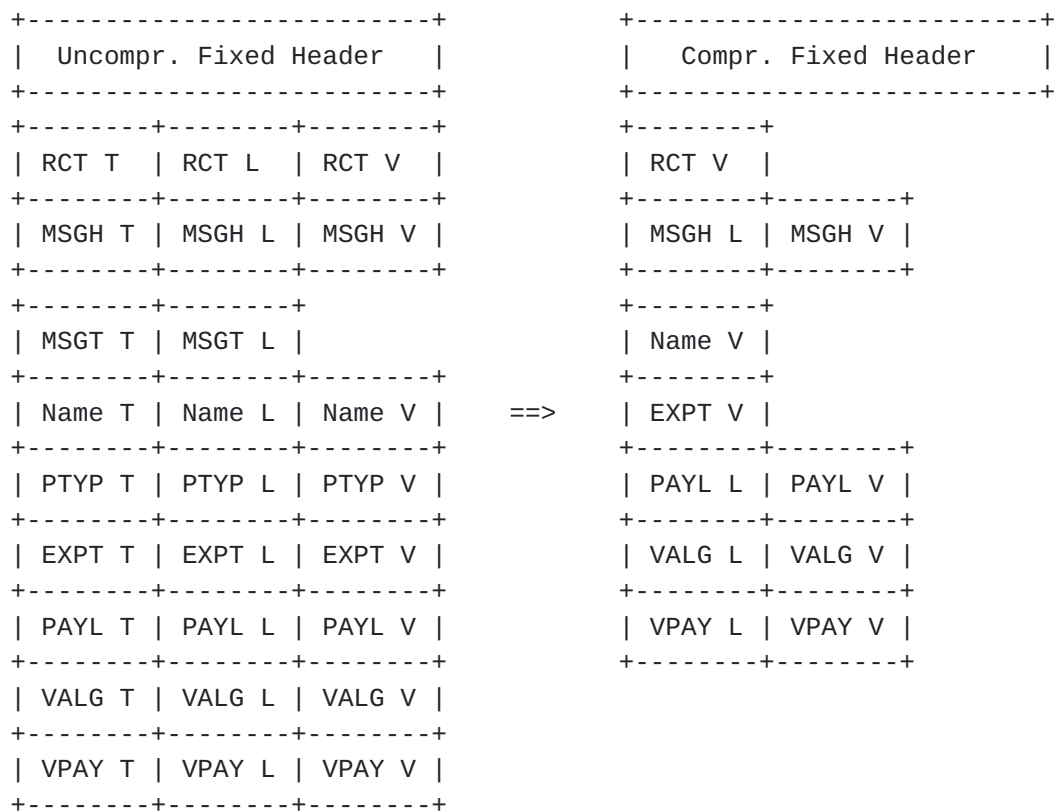 +--------------------------+            +--------------------------+
|  Uncompr. Fixed Header   |            |   Compr. Fixed Header    |
+--------------------------+            +--------------------------+
+--------+--------+--------+            +--------+
| RCT T  | RCT L  | RCT V  |            | RCT V  |
+--------+--------+--------+            +--------+--------+
| MSGH T | MSGH L | MSGH V |            | MSGH L | MSGH V |
+--------+--------+--------+            +--------+--------+
+--------+--------+                     +--------+
| MSGT T | MSGT L |                     | Name V |
+--------+--------+--------+            +--------+
| Name T | Name L | Name V |    ==>     | EXPT V |
+--------+--------+--------+            +--------+--------+
| PTYP T | PTYP L | PTYP V |            | PAYL L | PAYL V |
+--------+--------+--------+            +--------+--------+
| EXPT T | EXPT L | EXPT V |            | VALG L | VALG V |
+--------+--------+--------+            +--------+--------+
| PAYL T | PAYL L | PAYL V |            | VPAY L | VPAY V |
+--------+--------+--------+            +--------+--------+
| VALG T | VALG L | VALG V |
+--------+--------+--------+
| VPAY T | VPAY L | VPAY V |
+--------+--------+--------+